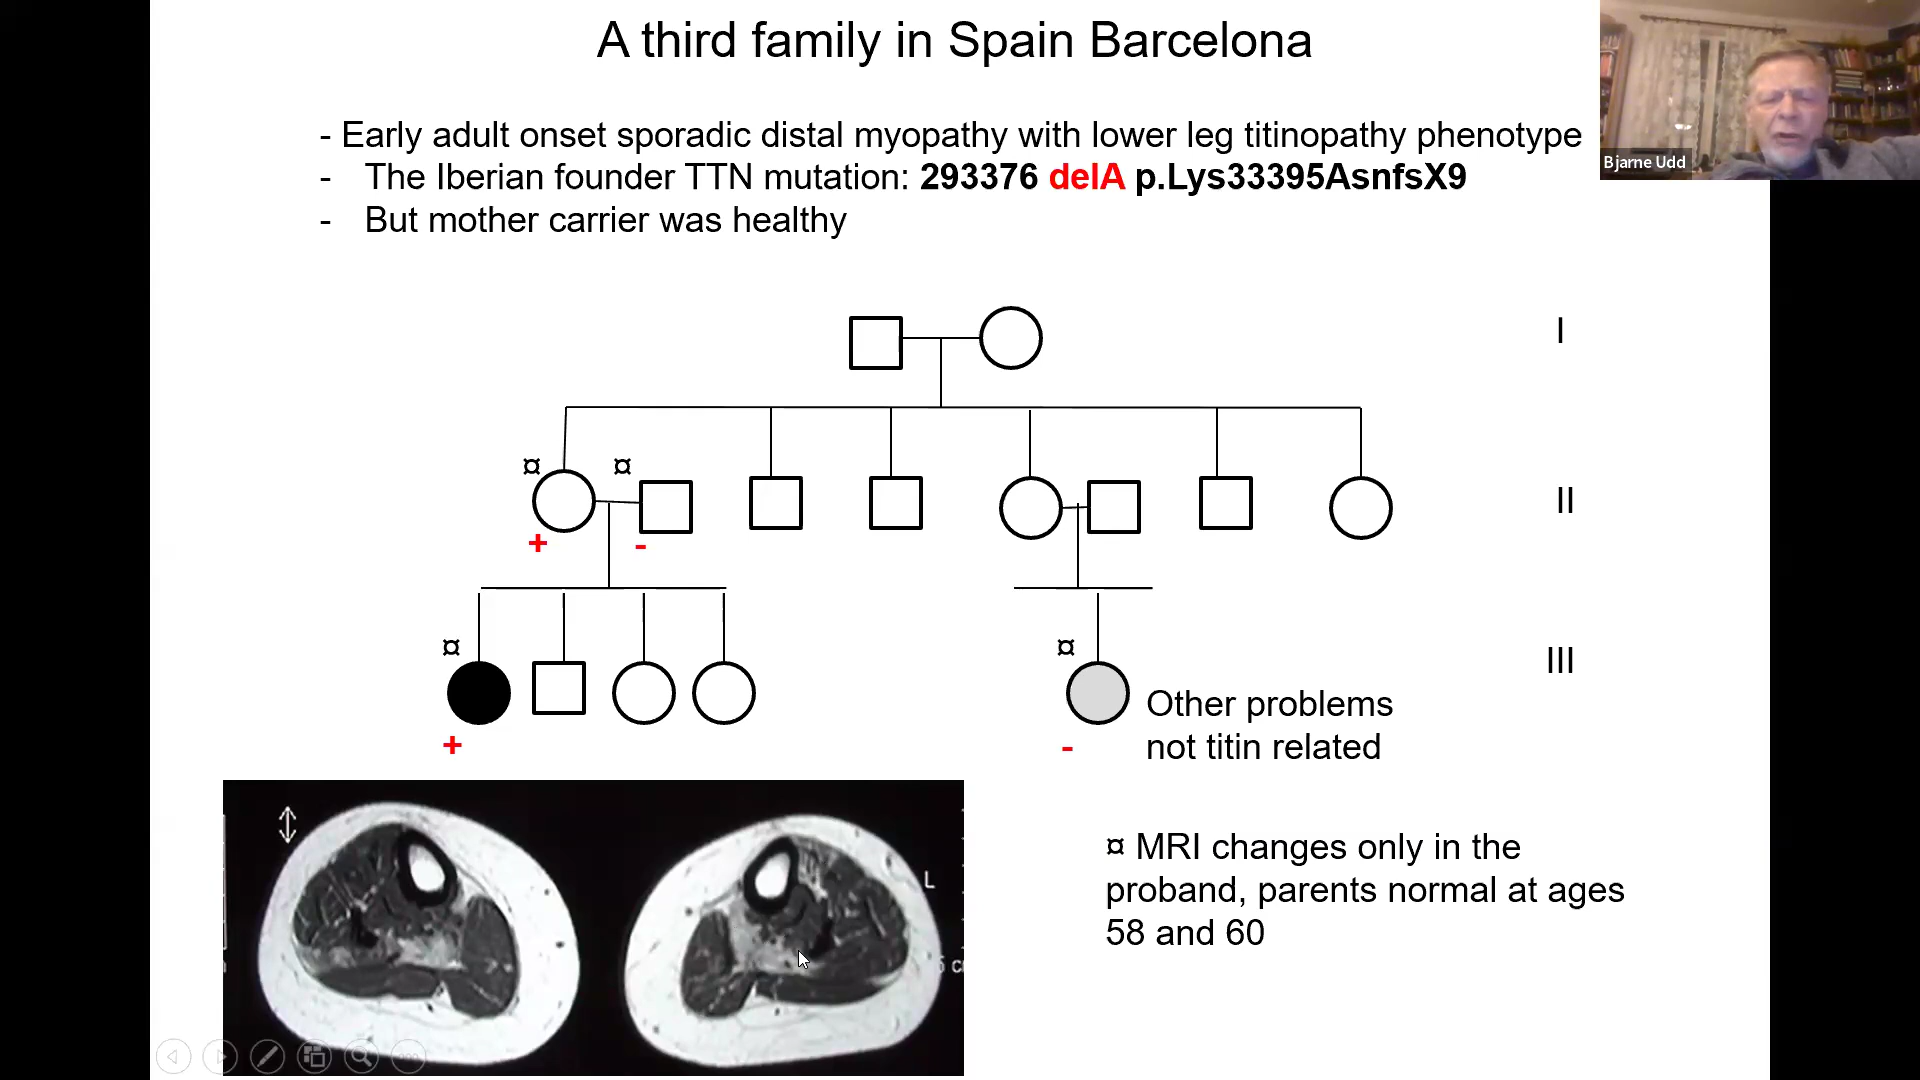 A third family in Spain Barcelona
Bjarne Udd
- Early adult onset sporadic distal myopathy with lower leg titinopathy phenotype
- The Iberian founder TTN mutation: 293376 delA p.Lys33395AsnfsX9
- But mother carrier was healthy
I
¤ ¤
II
+ -
¤ ¤
III
Other problems
not titin related
+ -
¤ MRI changes only in the
proband, parents normal at ages
58 and 60
L